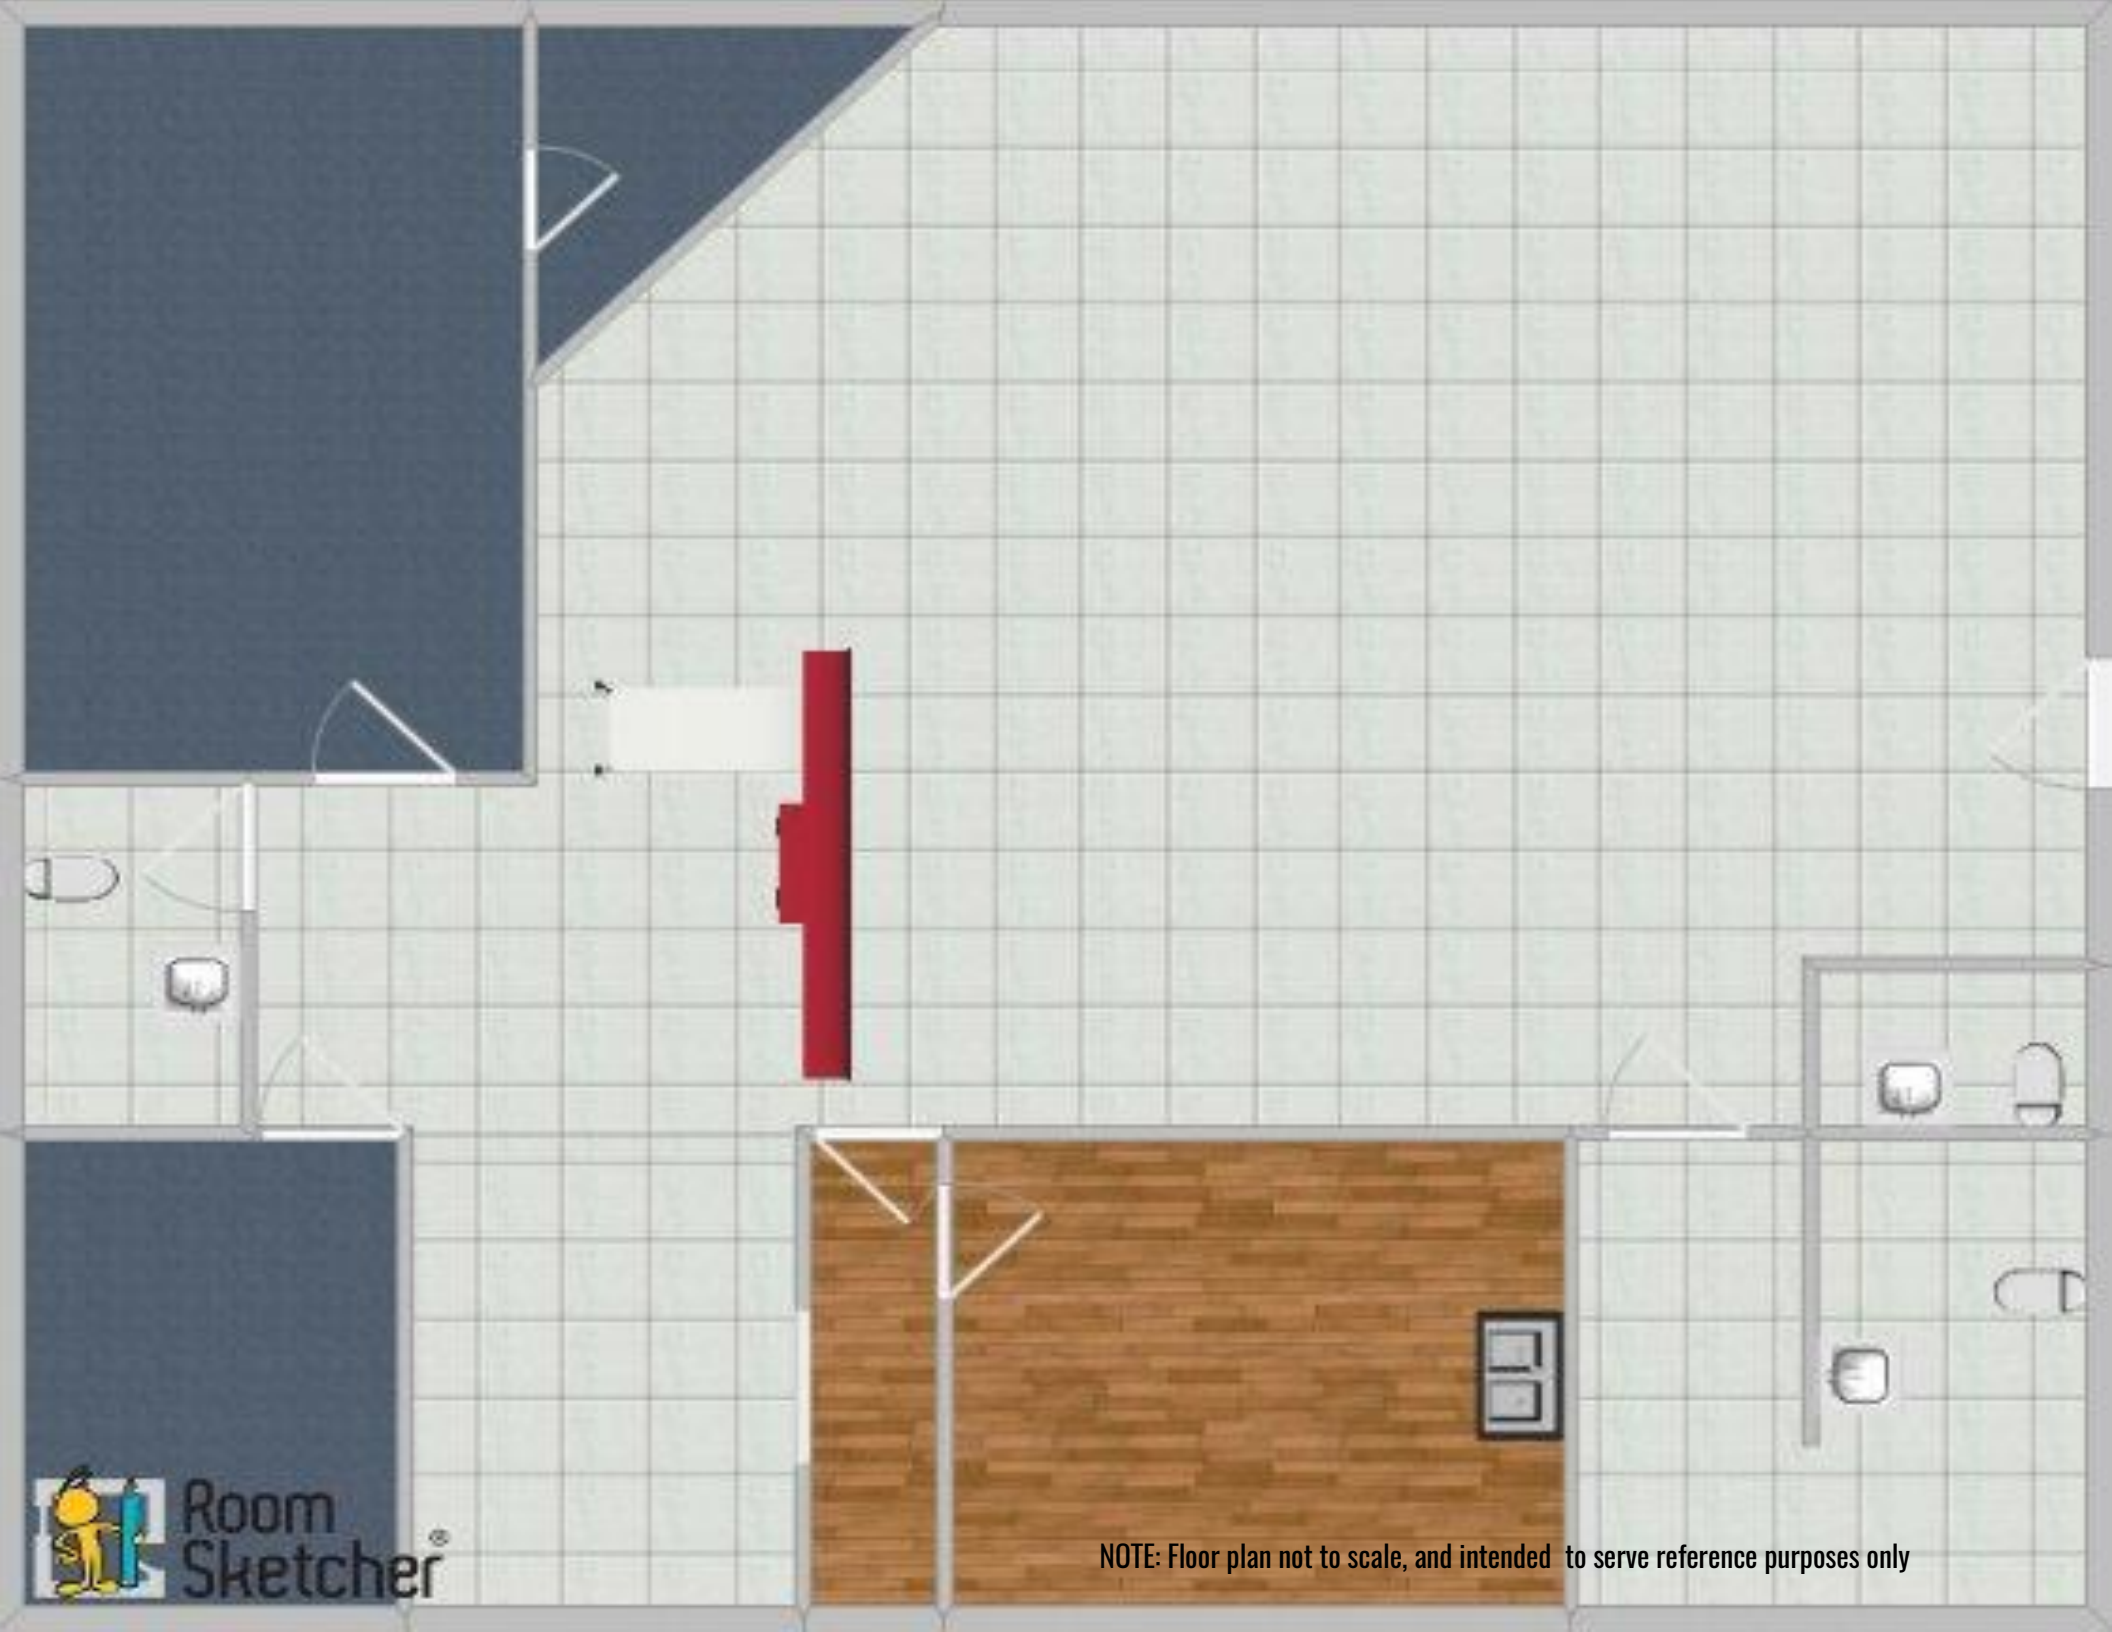 Room
Sketcher®
NOTE: Floor plan not to scale, and intended to serve reference purposes only